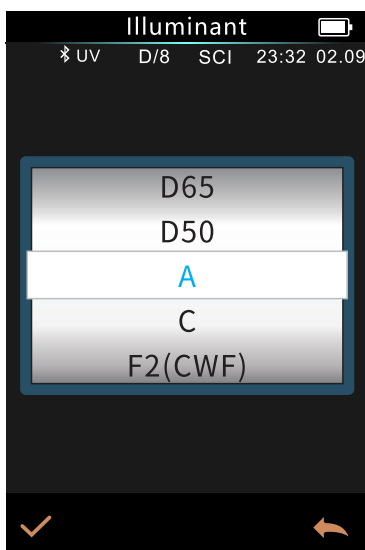 Illuminant
UV D/8 SCI 23:32 02.09
D65
D50
A
C
F2(CWF)